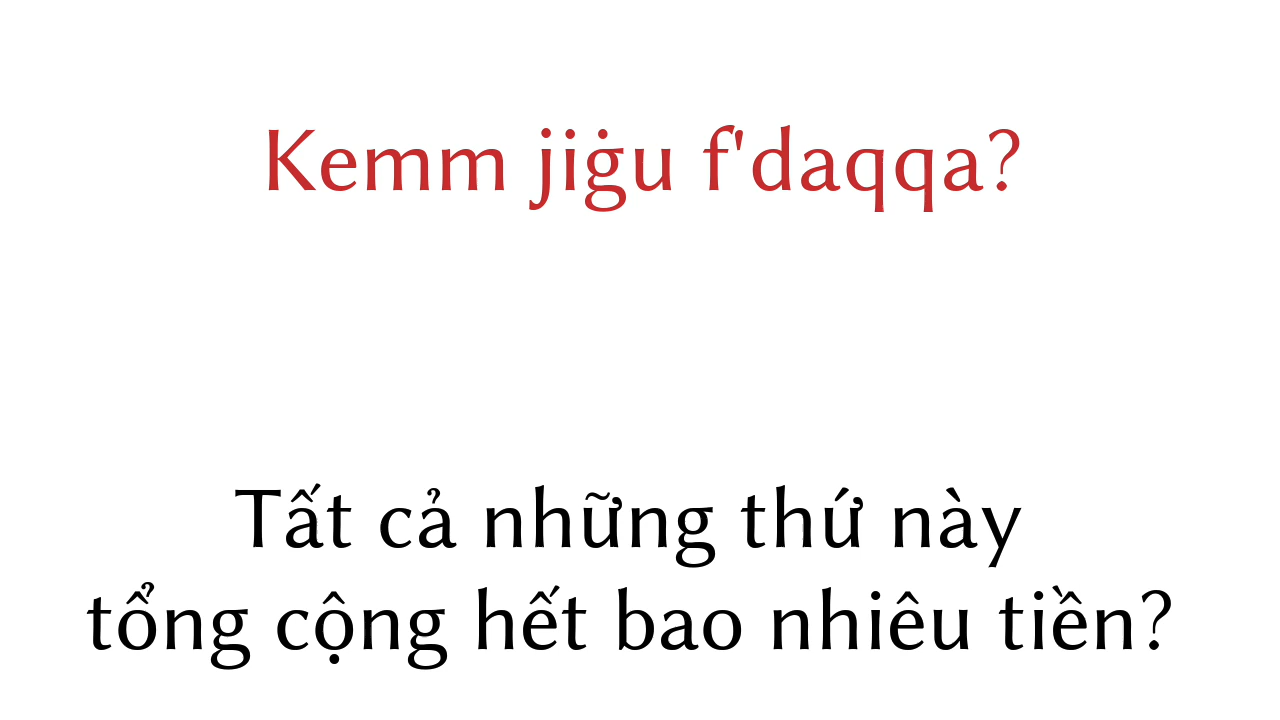 Kemm jiġu f'daqqa?
Tất cả những thứ này
tổng cộng hết bao nhiêu tiền?